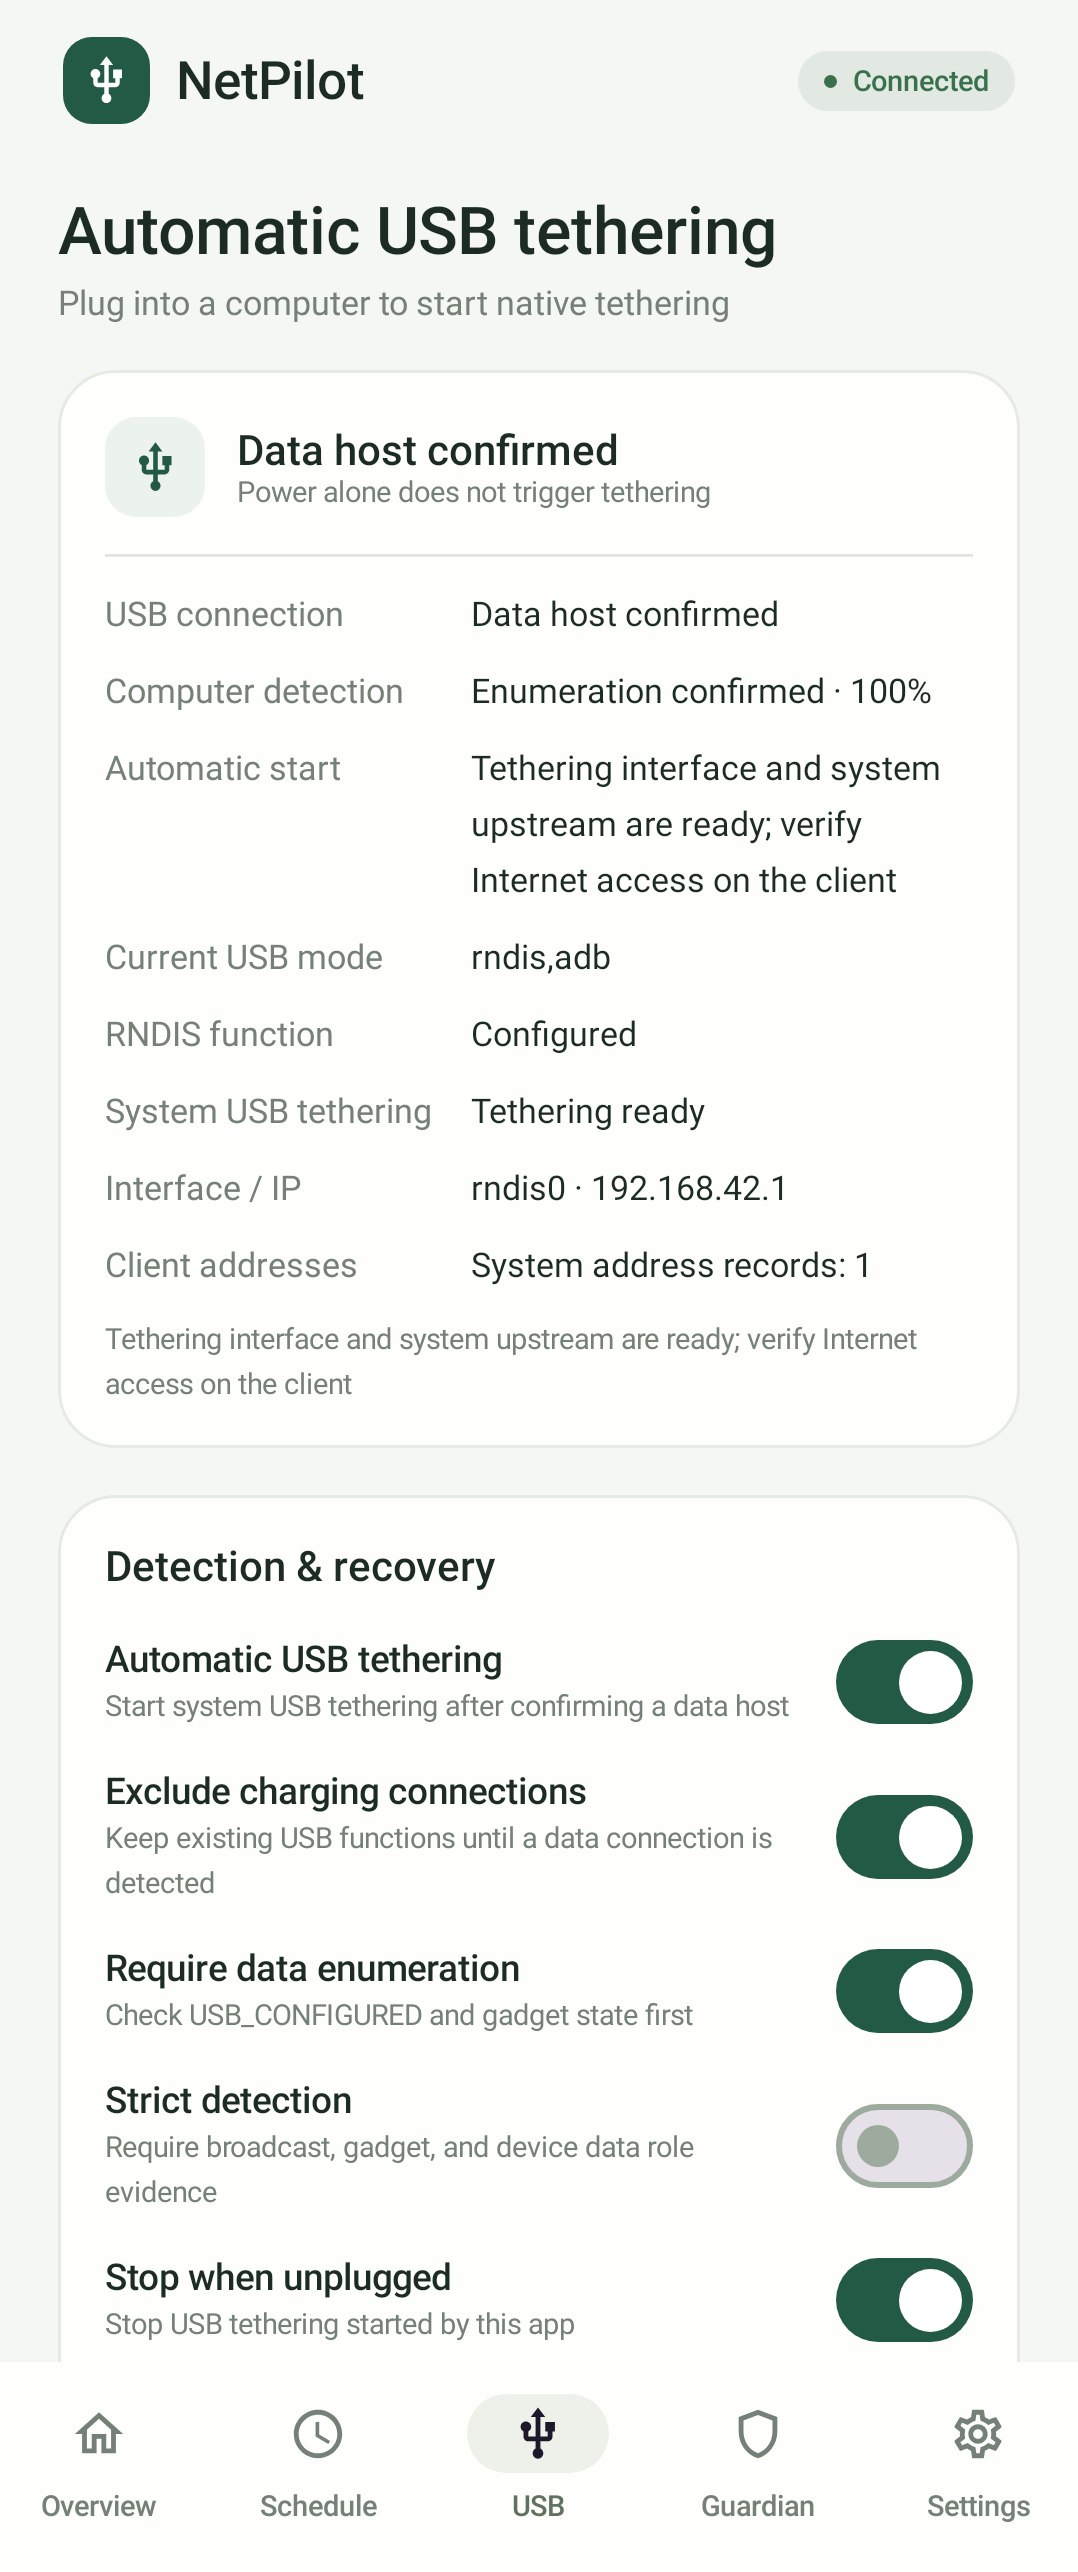 NetPilot
Connected
Automatic USB tethering
Plug into a computer to start native tethering
Data host confirmed
Power alone does not trigger tethering
USB connection Data host confirmed
Computer detection Enumeration confirmed · 100%
Automatic start Tethering interface and system
upstream are ready; verify
Internet access on the client
Current USB mode rndis,adb
RNDIS function Configured
System USB tethering Tethering ready
Interface / IP rndis0 · 192.168.42.1
Client addresses System address records: 1
Tethering interface and system upstream are ready; verify Internet
access on the client
Detection & recovery
Automatic USB tethering
Start system USB tethering after confirming a data host
Exclude charging connections
Keep existing USB functions until a data connection is
detected
Require data enumeration
Check USB_CONFIGURED and gadget state first
Strict detection
Require broadcast, gadget, and device data role
evidence
Stop when unplugged
Stop USB tethering started by this app
Overview Schedule USB Guardian Settings